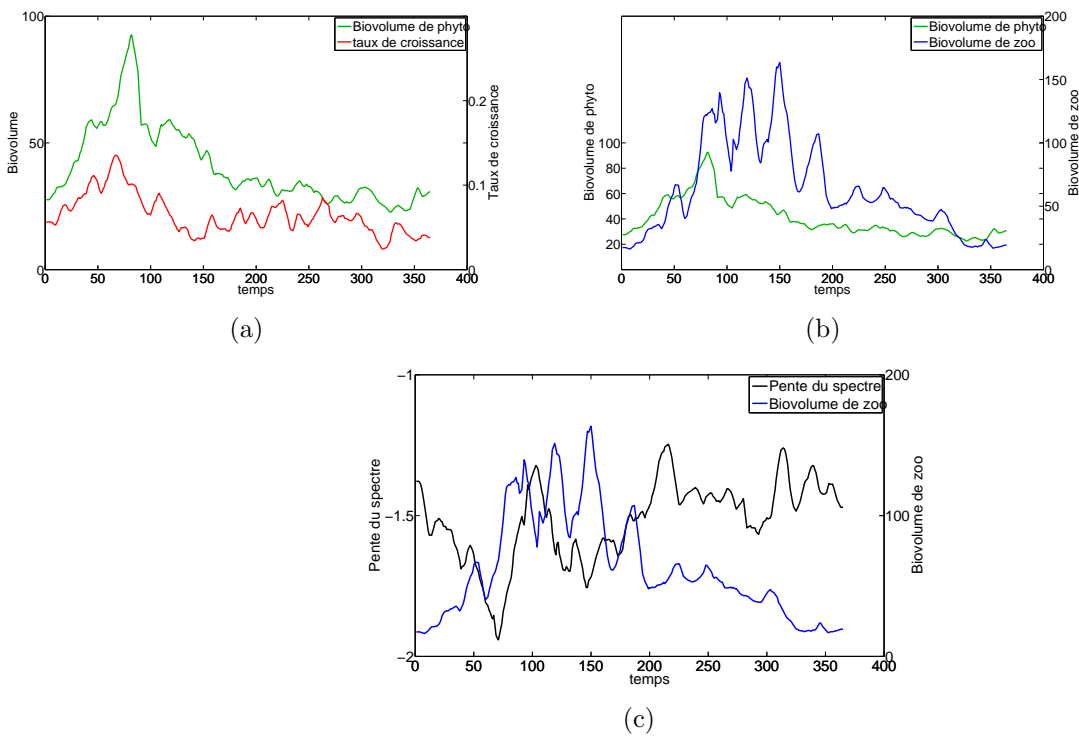 100
50
0
Biovolume
Biovolume de phyto
taux de croissance
0.2
0.1
0
Taux de croissance
0 50 100 150 200 250 300 350 400
temps
(a)
100
80
60
40
20
Biovolume de phyto
Biovolume de phyto
Biovolume de zoo
200
150
100
50
0
Biovolume de zoo
0 50 100 150 200 250 300 350 400
temps
(b)
−1
−1.5
−2
Pente du spectre
Pente du spectre
Biovolume de zoo
200
100
0
Biovolume de zoo
0 50 100 150 200 250 300 350 400
temps
(c)